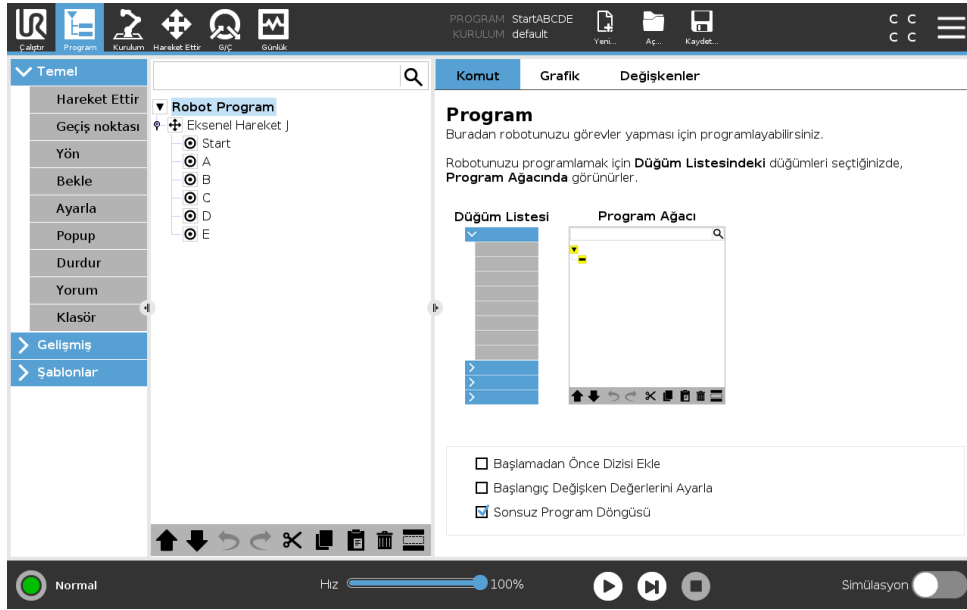 PROGRAM StartABCDE
KURULUM default
UR
Çalıştır Program Kurulum Hareket Ettir G/Ç Günlük Yeni... Aç... Kaydet...
C C
C C
Temel
Hareket Ettir
Geçiş noktası
Yön
Bekle
Ayarla
Popup
Durdur
Yorum
Klasör
Gelişmiş
Şablonlar
Robot Program
Eksenel Hareket J
Start
A
B
C
D
E
Komut Grafik Değişkenler
Program
Buradan robotunuzu görevler yapması için programlayabilirsiniz.
Robotunuzu programlamak için Düğüm Listesindeki düğümleri seçtiğinizde,
Program Ağacında görünürler.
Düğüm Listesi Program Ağacı
Başlamadan Önce Dizisi Ekle
Başlangıç Değişken Değerlerini Ayarla
Sonsuz Program Döngüsü
Normal Hız 100% Simülasyon